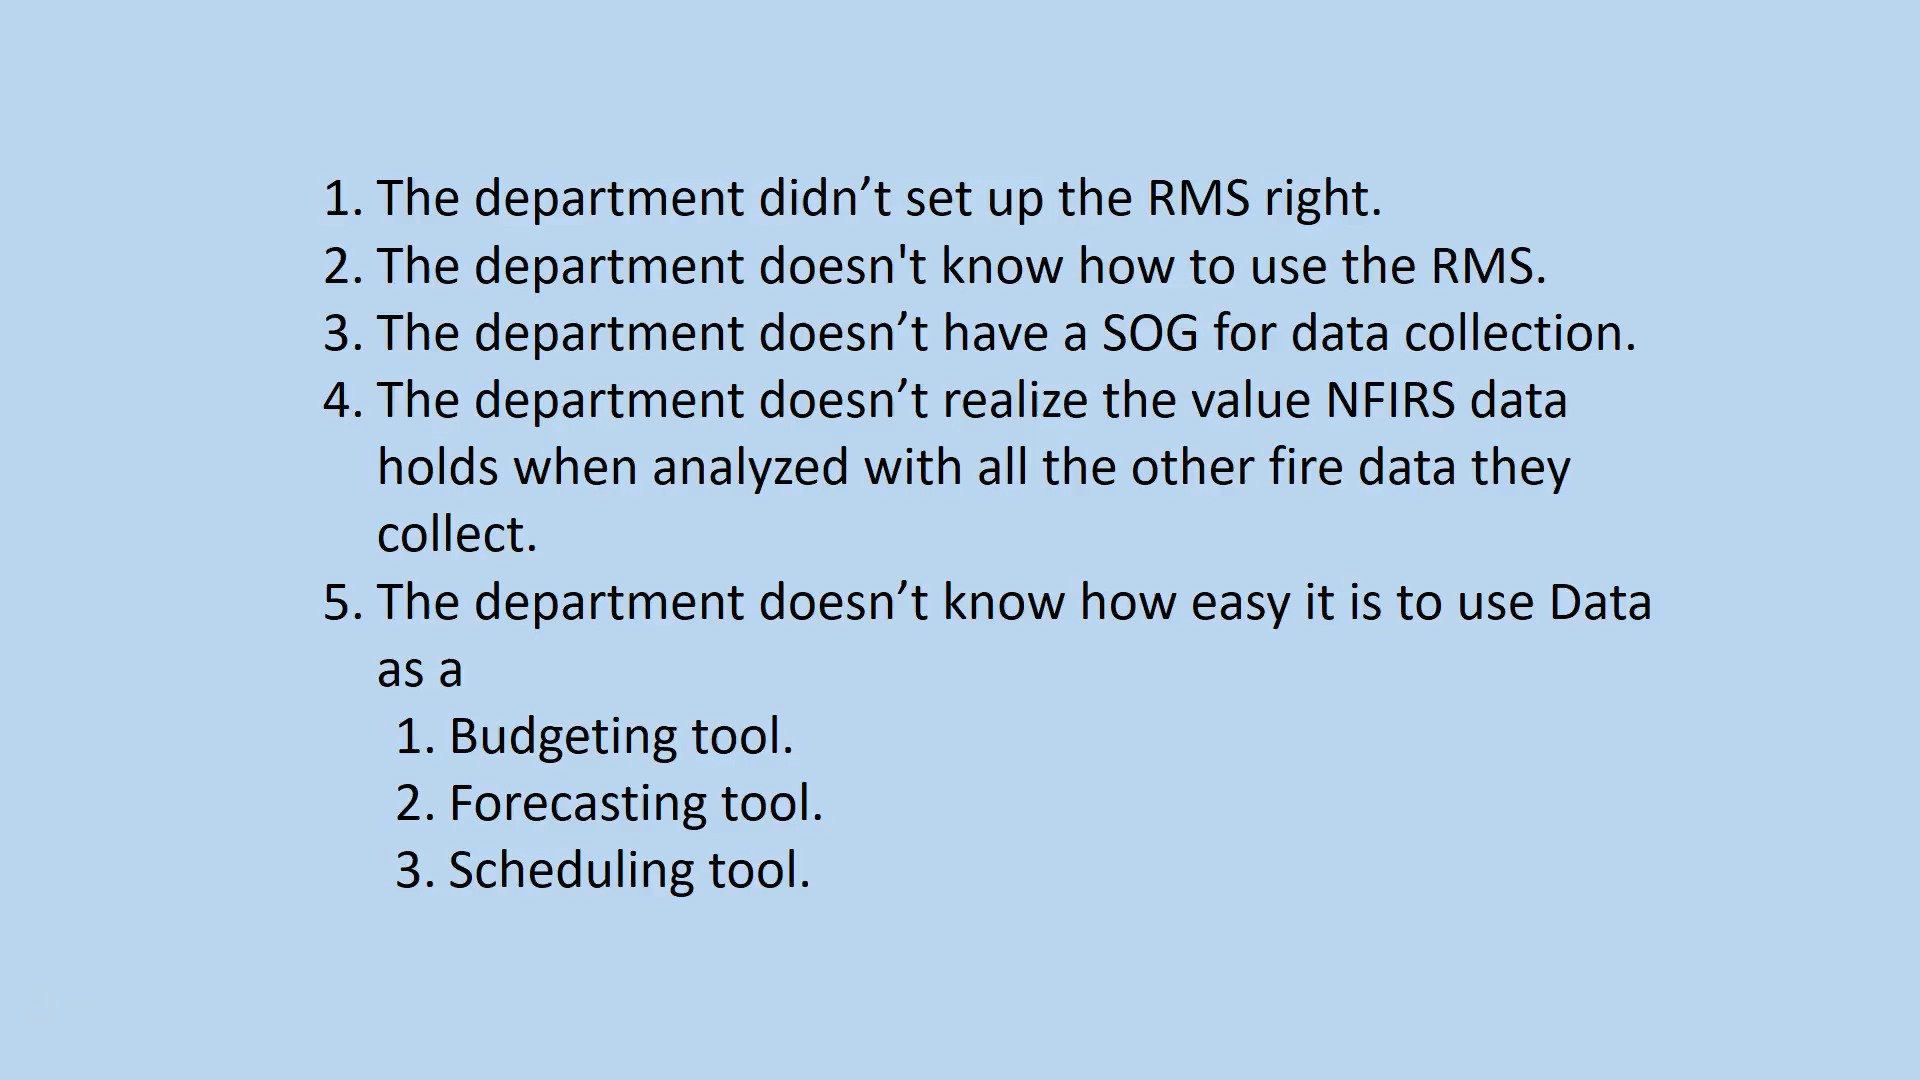 1. The department didn’t set up the RMS right.
2. The department doesn't know how to use the RMS.
3. The department doesn’t have a SOG for data collection.
4. The department doesn’t realize the value NFIRS data
holds when analyzed with all the other fire data they
collect.
5. The department doesn’t know how easy it is to use Data
as a
1. Budgeting tool.
2. Forecasting tool.
3. Scheduling tool.